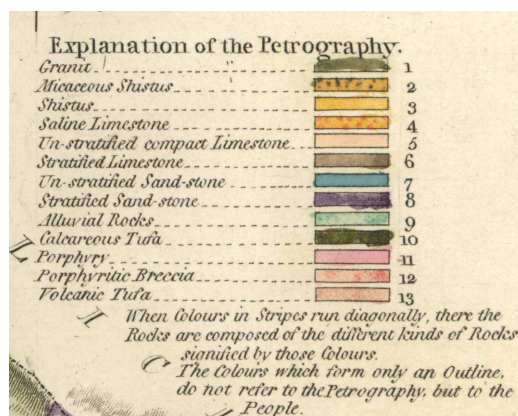 Explanation of the Petrography.
Granit 1
Micaceous Shistus 2
Shistus 3
Saline Limestone 4
Un-stratified compact Limestone 5
Stratified Limestone 6
Un-stratified Sand-stone 7
Stratified Sand-stone 8
Alluvial Rocks 9
Calcareous Tufa 10
Porphyry 11
Porphyritic Breccia 12
Volcanic Tufa 13
When Colours in Stripes run diagonally, there the
Rocks are composed of the different kinds of Rocks
signified by those Colours.
The Colours which form only an Outline,
do not refer to the Petrography, but to the
People.
L
I
C